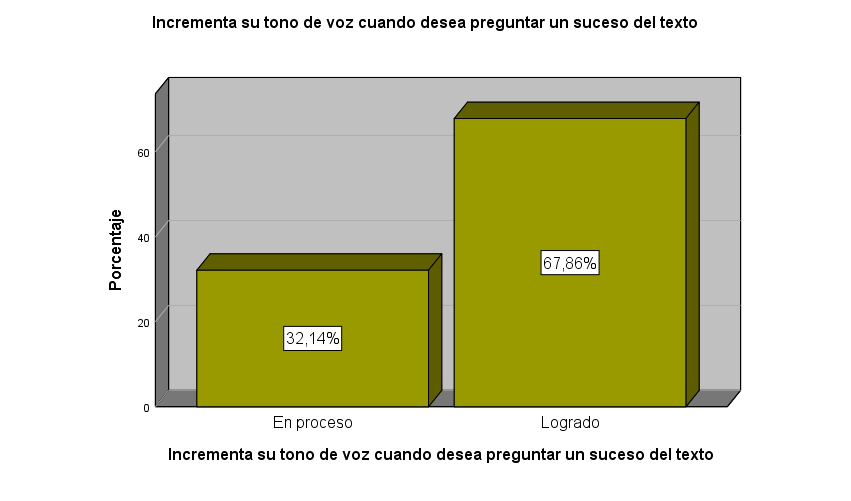 Incrementa su tono de voz cuando desea preguntar un suceso del texto
60
40
20
0
Porcentaje
67,86%
32,14%
En proceso
Logrado
Incrementa su tono de voz cuando desea preguntar un suceso del texto